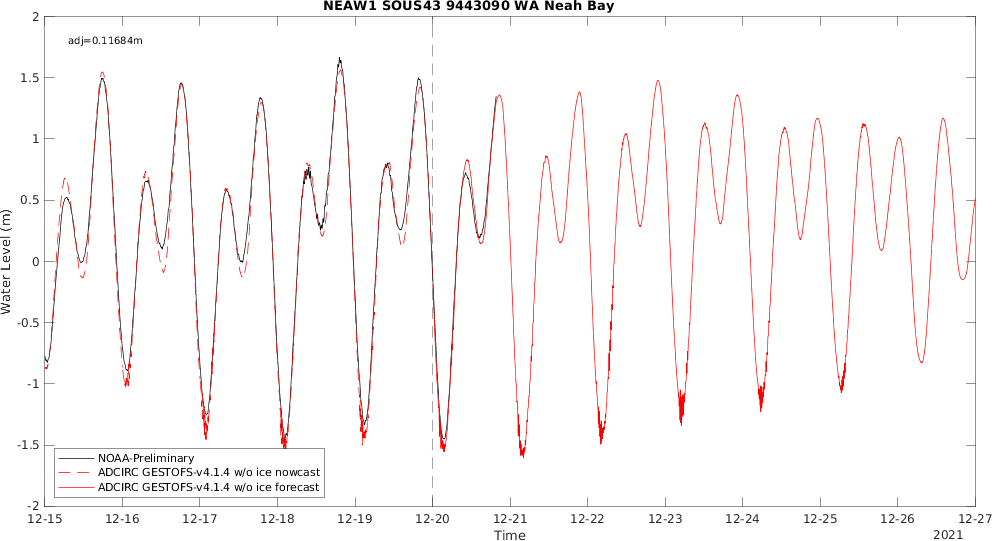 NEAW1 SOUS43 9443090 WA Neah Bay
2
adj=0.11684m
1.5
1
0.5
0
-0.5
-1
-1.5
-2
Water Level (m)
NOAA-Preliminary
ADCIRC GESTOFS-v4.1.4 w/o ice nowcast
ADCIRC GESTOFS-v4.1.4 w/o ice forecast
12-15 12-16 12-17 12-18 12-19 12-20 12-21 12-22 12-23 12-24 12-25 12-26 12-27
Time
2021